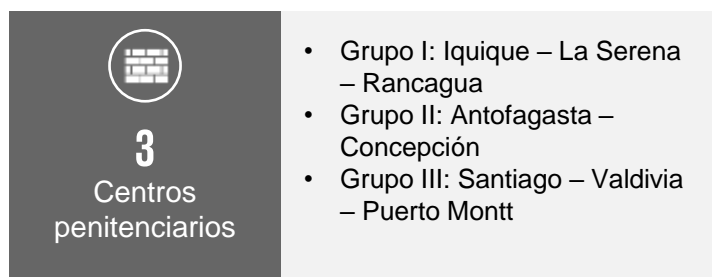 3
Centros
penitenciarios
• Grupo I: Iquique – La Serena
– Rancagua
• Grupo II: Antofagasta –
Concepción
• Grupo III: Santiago – Valdivia
– Puerto Montt